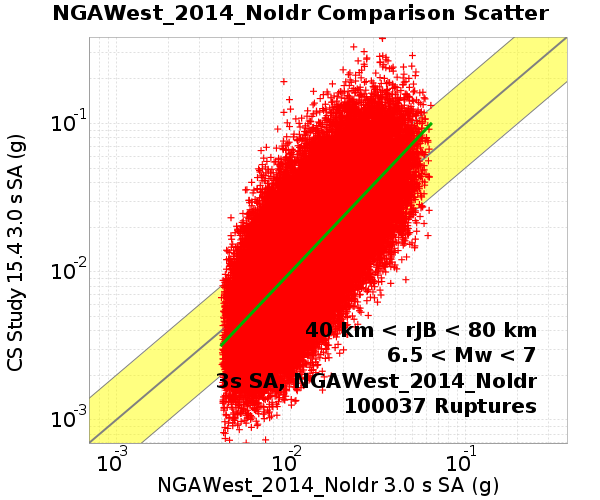 NGAWest_2014_NoIdr Comparison Scatter
CS Study 15.4 3.0 s SA (g)
10-1
10-2
10-3
40 km < rJB < 80 km
6.5 < Mw < 7
3s SA, NGAWest_2014_NoIdr
100037 Ruptures
10-3
10-2
10-1
NGAWest_2014_NoIdr 3.0 s SA (g)